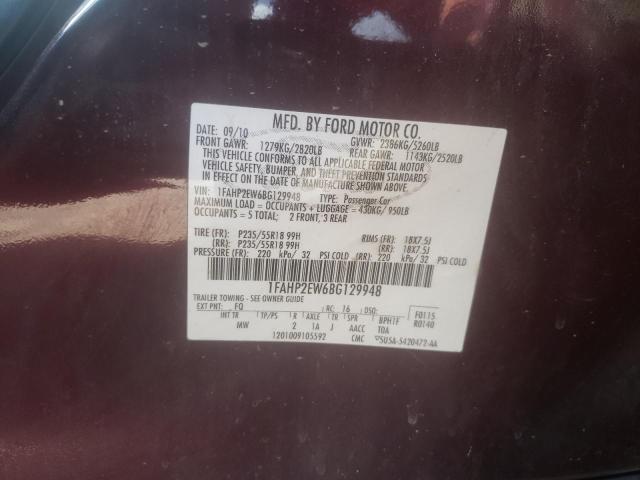 MFD. BY FORD MOTOR CO.
DATE: 09/10 GVWR: 2386KG/5260LB
FRONT GAWR: 1279KG/2820LB REAR GAWR: 1143KG/2520LB
THIS VEHICLE CONFORMS TO ALL APPLICABLE FEDERAL MOTOR
VEHICLE SAFETY, BUMPER, AND THEFT PREVENTION STANDARDS
IN EFFECT ON THE DATE OF MANUFACTURE SHOWN ABOVE.
VIN: 1FAHP2EW6BG129948 TYPE: Passenger Car
MAXIMUM LOAD = OCCUPANTS + LUGGAGE = 430KG/ 950LB
OCCUPANTS = 5 TOTAL; 2 FRONT, 3 REAR
TIRE (FR): P235/55R18 99H RIMS (FR): 18X7.5J
(RR): P235/55R18 99H (RR): 18X7.5J
PRESSURE (FR): 220 kPa/ 32 PSI COLD (RR): 220 kPa/ 32 PSI COLD
1FAHP2EW6BG129948
TRAILER TOWING - SEE OWNER GUIDE
EXT PNT: FQ RC: 16 DSO: F0115
INT TR TP/PS R AXLE TR SPR BPHTF R0140
MW 2 1A J AACC TOA
1201009105592 CMC ▽5USA-5420472-AA